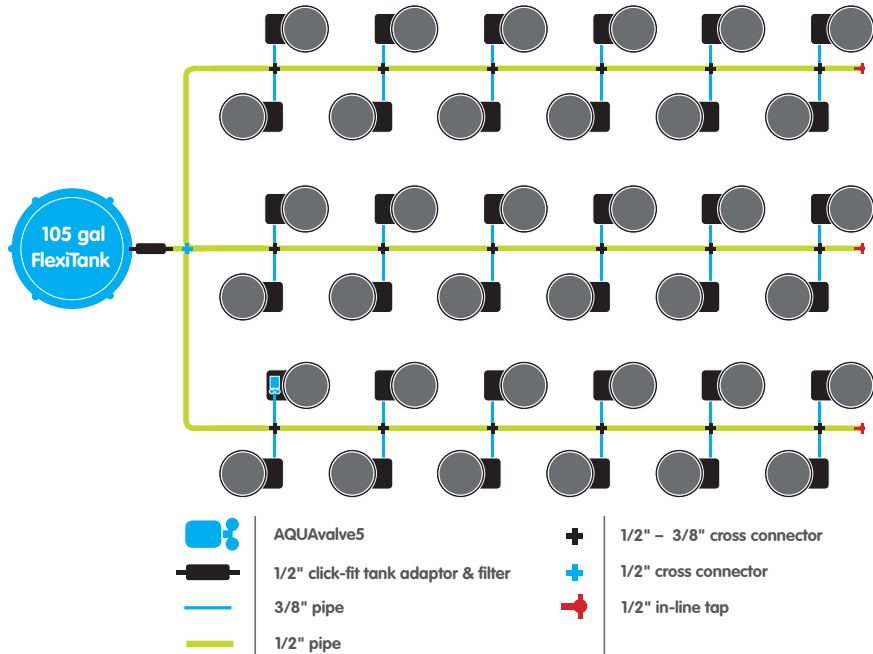 105 gal
FlexiTank
AQUAvalve5
1/2" click-fit tank adaptor & filter
3/8" pipe
1/2" pipe
1/2" – 3/8" cross connector
1/2" cross connector
1/2" in-line tap